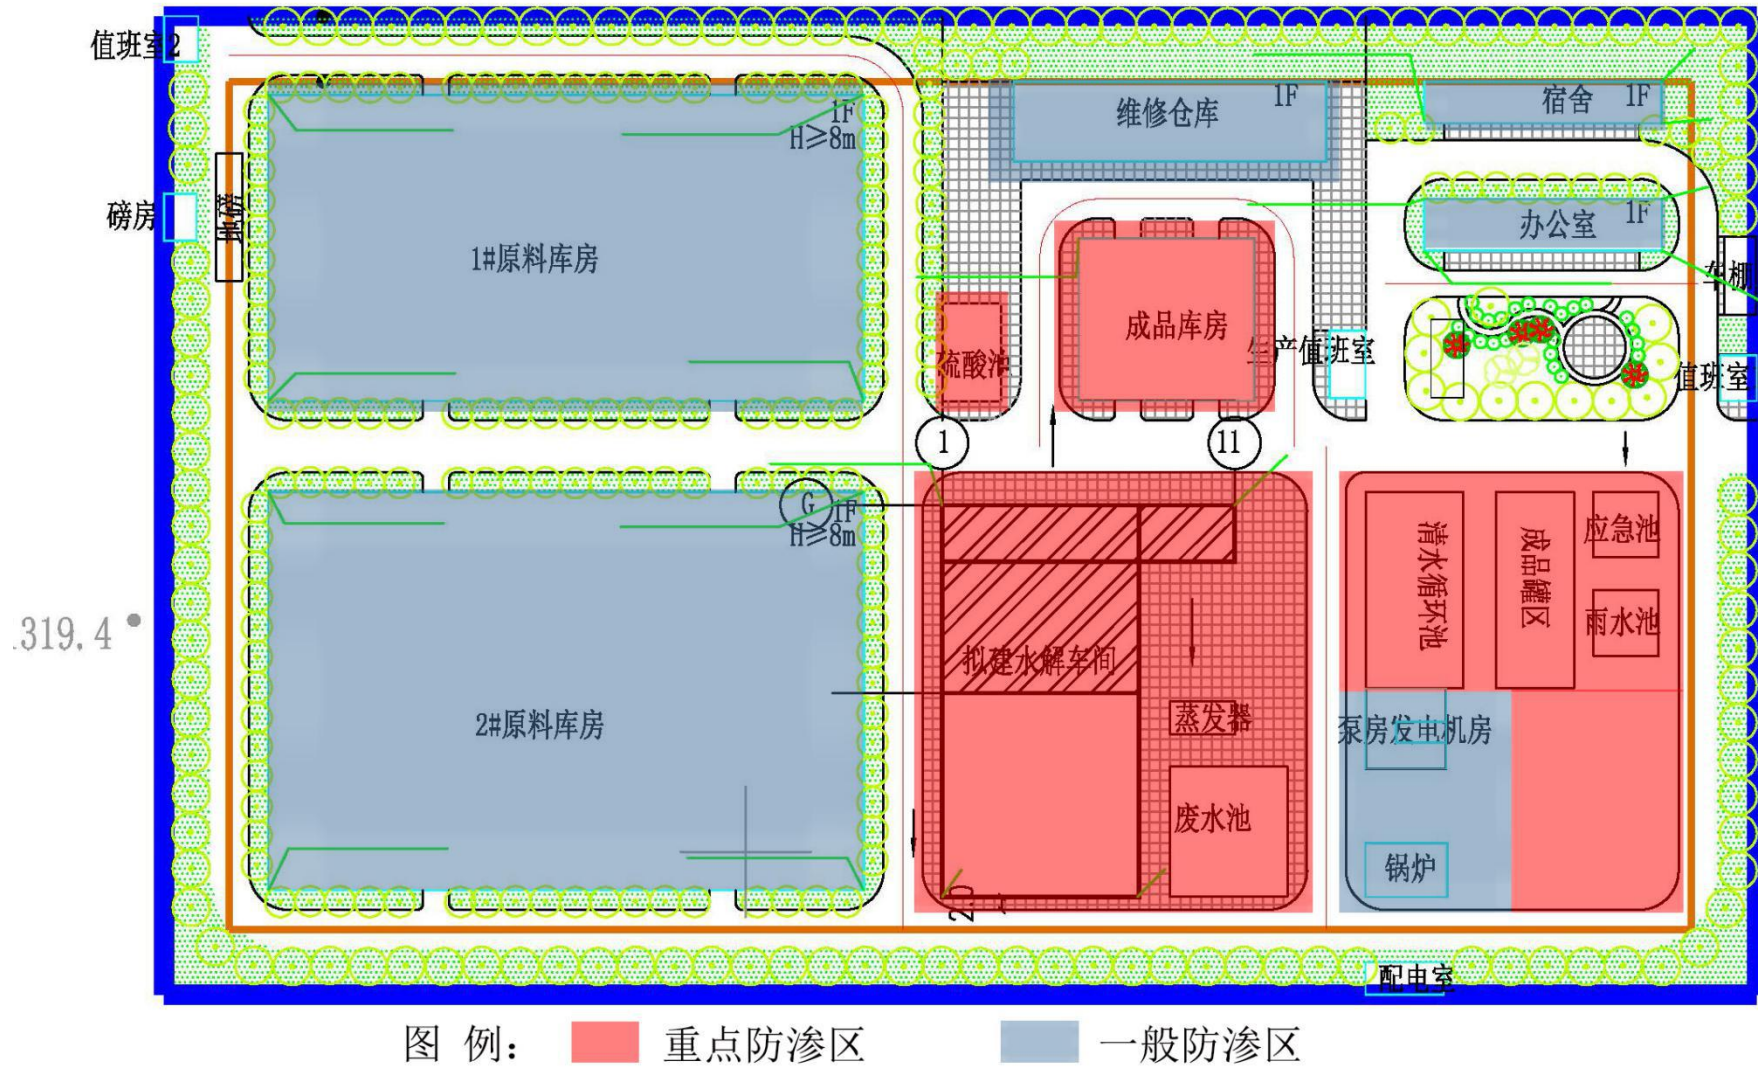 值班室2
维修仓库 1F
宿舍 1F
1F
H≥8m
磅房
地磅
办公室 1F
1#原料库房
车棚
成品库房
硫酸池
生产值班室
值班室
1
11
G
1F
H≥8m
清水循环池
成品罐区
应急池
雨水池
.319,4
拟建水解车间
2#原料库房
蒸发器
泵房发电机房
废水池
锅炉
2.0
配电室
图 例：
重点防渗区
一般防渗区